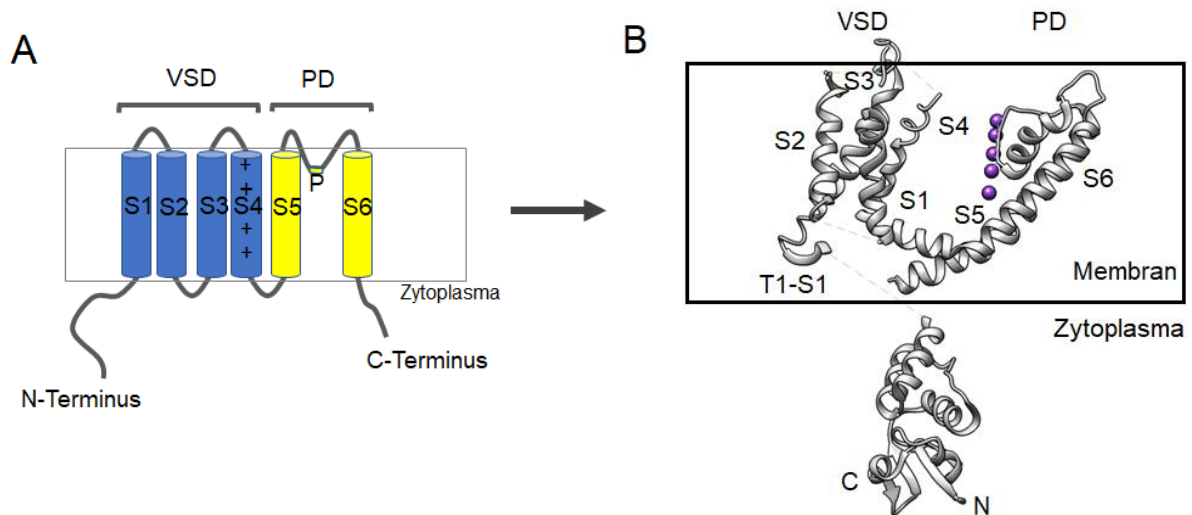 A
VSD
PD
S1
S2
S3
S4
S5
P
S6
+
+
+
+
Zytoplasma
C-Terminus
N-Terminus
B
VSD
PD
S3
S2
S4
S6
S1
S5
T1-S1
Membran
Zytoplasma
C
N